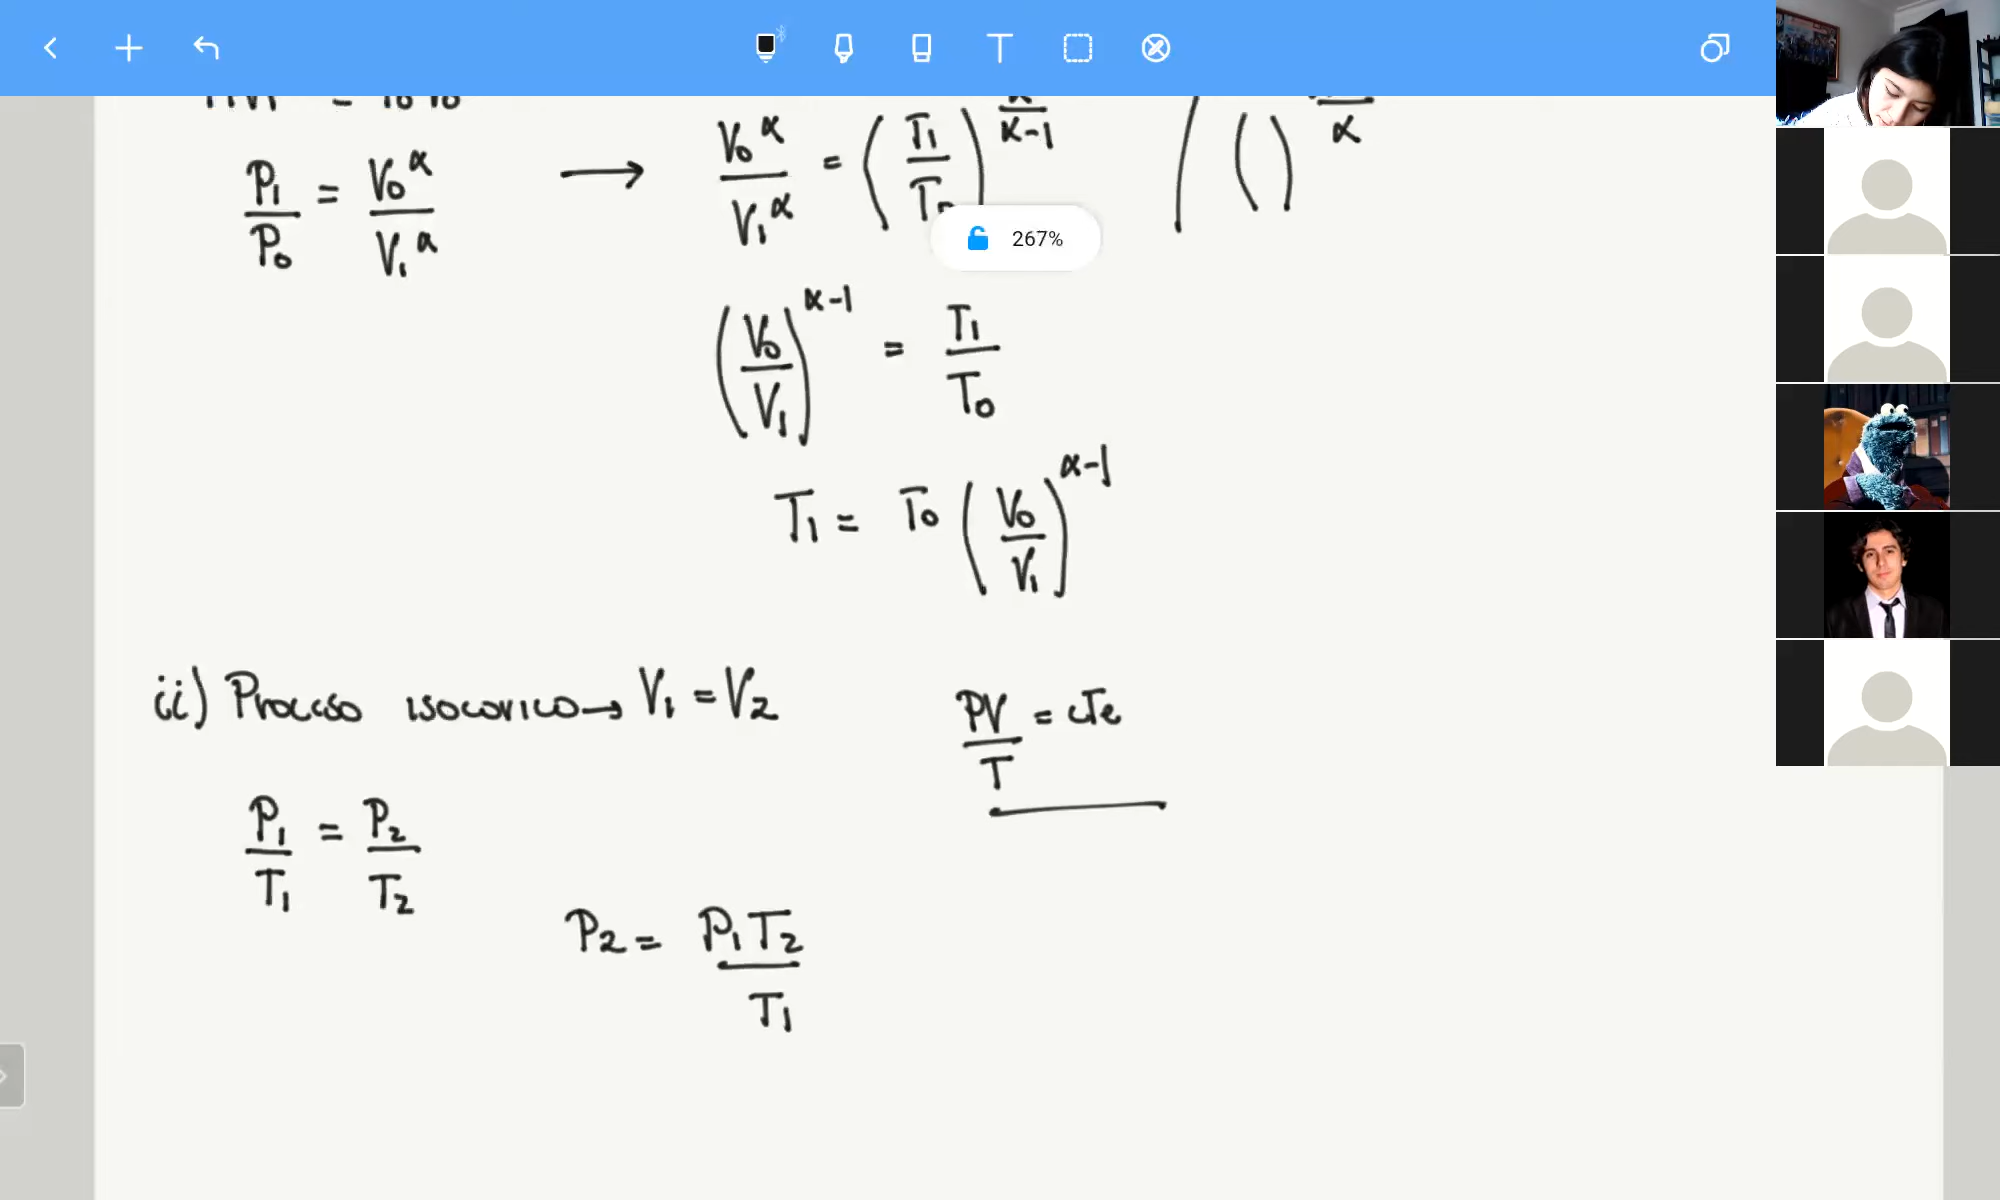 P₁/P₀ = V₀^α/V₁^α → V₀^α/V₁^α = (T₁/T₀)^(α/(α-1)) / ( )^( /α)
267%
(V₀/V₁)^(α-1) = T₁/T₀
T₁ = T₀ (V₀/V₁)^(α-1)
ii) Proceso isocorico → V₁ = V₂ PV/T = cTe
P₁/T₁ = P₂/T₂
P₂ = P₁T₂/T₁